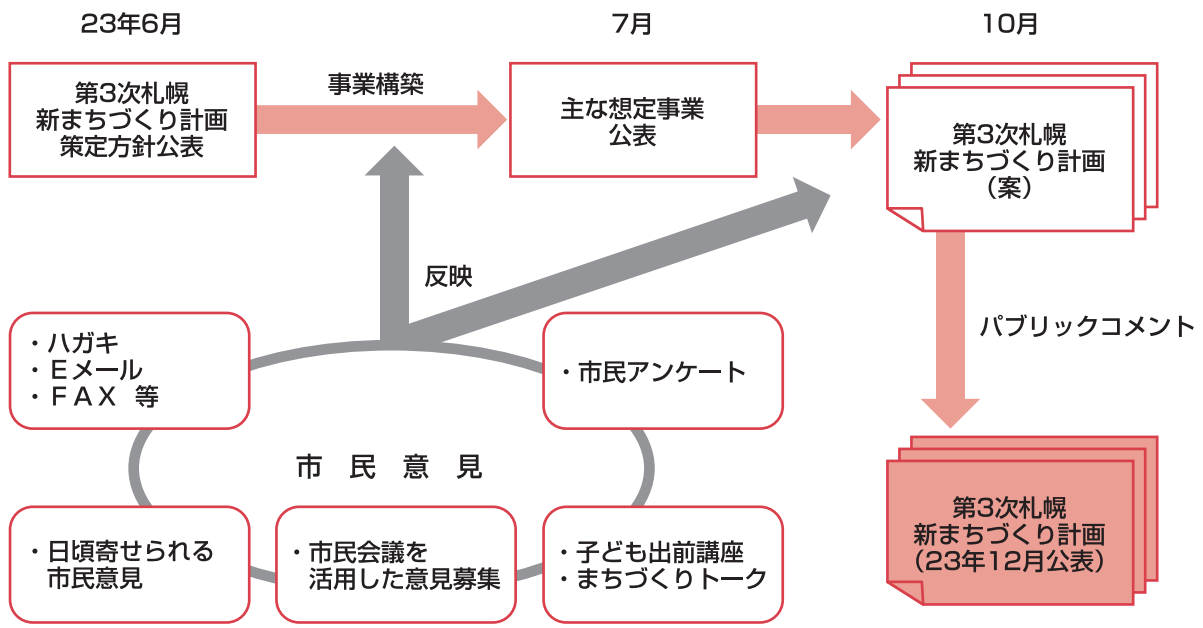 23年6月
7月
10月
第3次札幌
新まちづくり計画
策定方針公表
事業構築
主な想定事業
公表
第3次札幌
新まちづくり計画
（案）
反映
パブリックコメント
・ハガキ
・Ｅメール
・ＦＡＸ 等
・市民アンケート
市 民 意 見
・日頃寄せられる
市民意見
・市民会議を
活用した意見募集
・子ども出前講座
・まちづくりトーク
第3次札幌
新まちづくり計画
（23年12月公表）